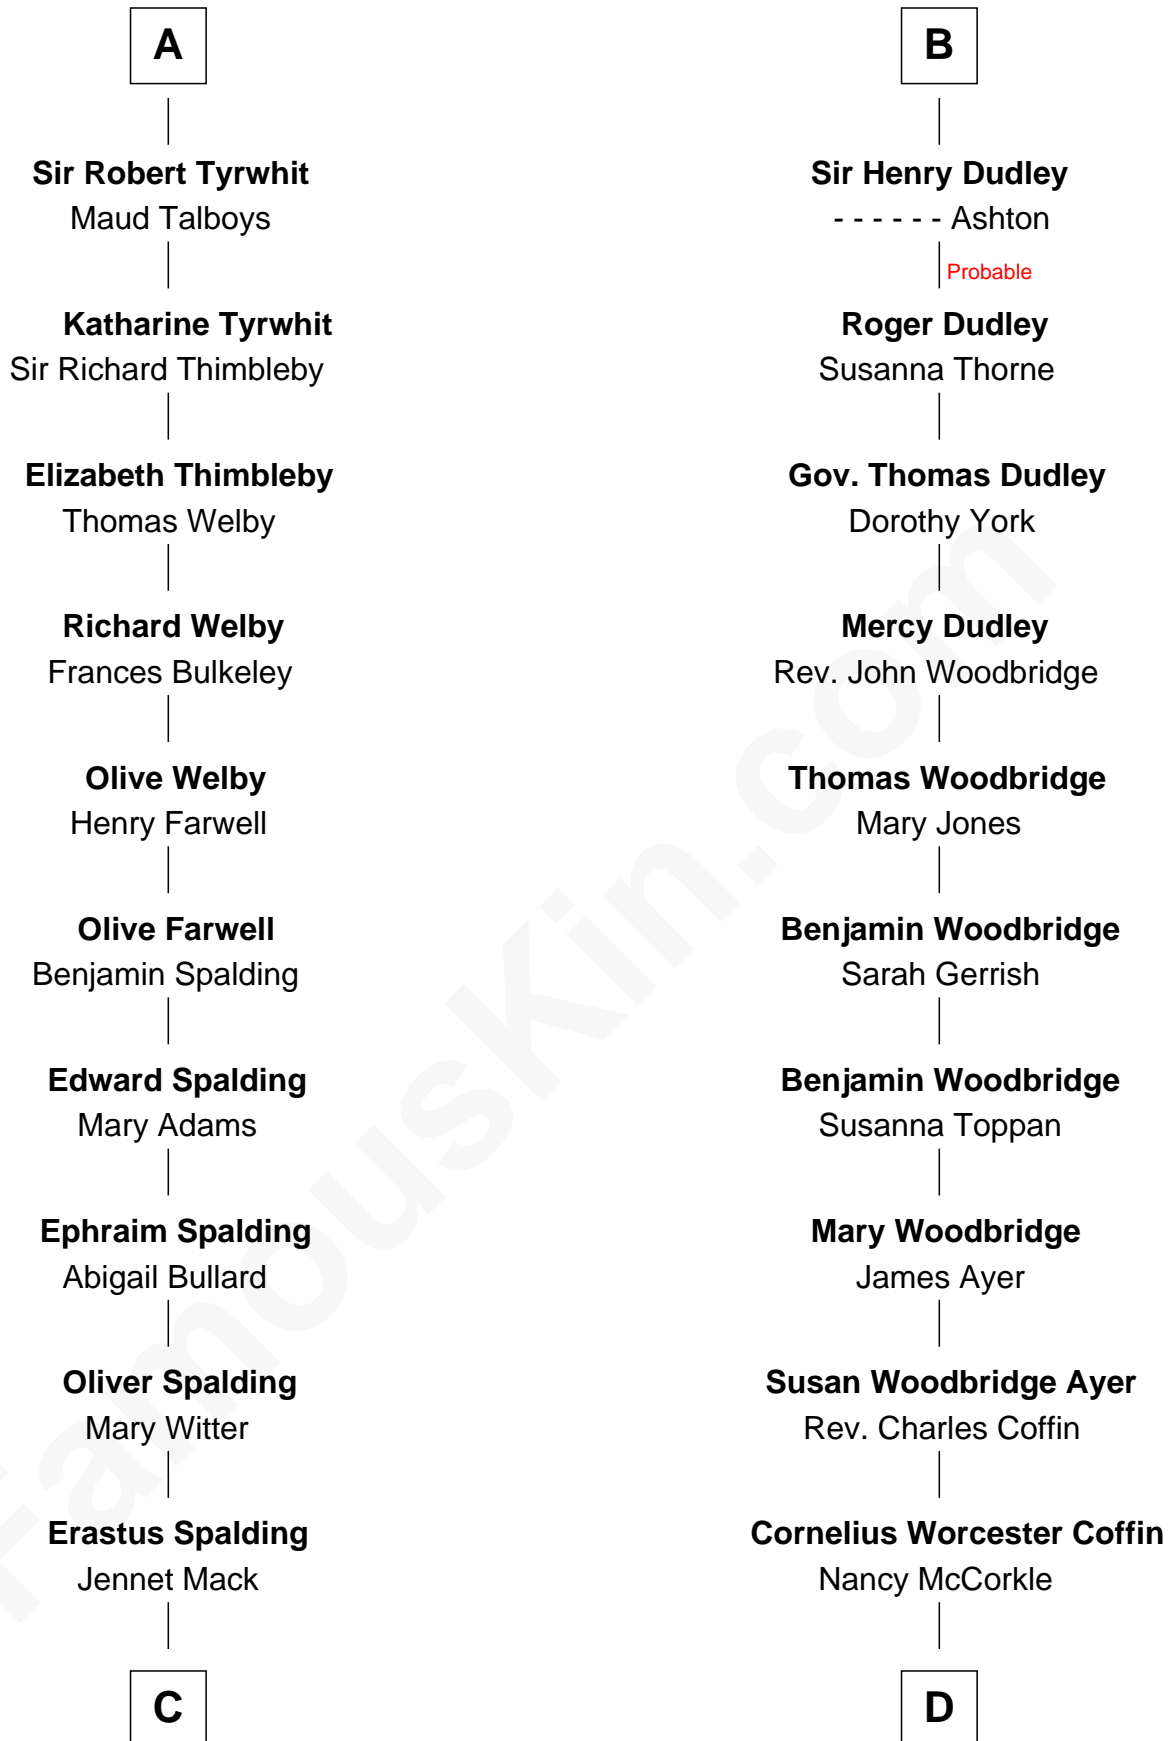 A
Sir Robert Tyrwhit
Maud Talboys
Katharine Tyrwhit
Sir Richard Thimbleby
Elizabeth Thimbleby
Thomas Welby
Richard Welby
Frances Bulkeley
Olive Welby
Henry Farwell
Olive Farwell
Benjamin Spalding
Edward Spalding
Mary Adams
Ephraim Spalding
Abigail Bullard
Oliver Spalding
Mary Witter
Erastus Spalding
Jennet Mack
C
B
Sir Henry Dudley
- - - - - - Ashton
Probable
Roger Dudley
Susanna Thorne
Gov. Thomas Dudley
Dorothy York
Mercy Dudley
Rev. John Woodbridge
Thomas Woodbridge
Mary Jones
Benjamin Woodbridge
Sarah Gerrish
Benjamin Woodbridge
Susanna Toppan
Mary Woodbridge
James Ayer
Susan Woodbridge Ayer
Rev. Charles Coffin
Cornelius Worcester Coffin
Nancy McCorkle
D
FamousKin.com